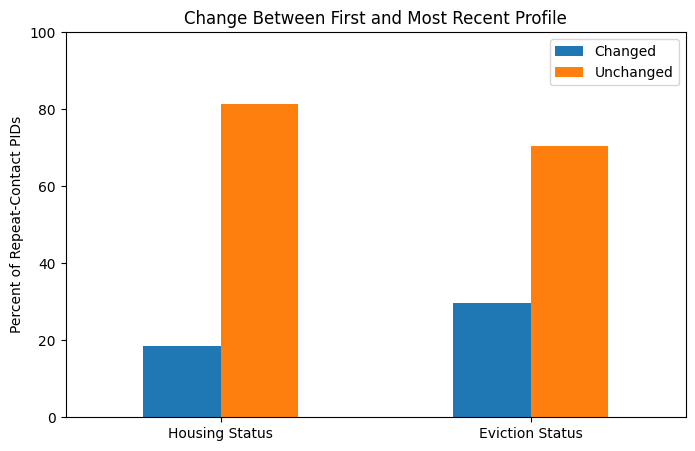 Change Between First and Most Recent Profile
Percent of Repeat-Contact PIDs
100
80
60
40
20
0
Changed
Unchanged
Housing Status
Eviction Status